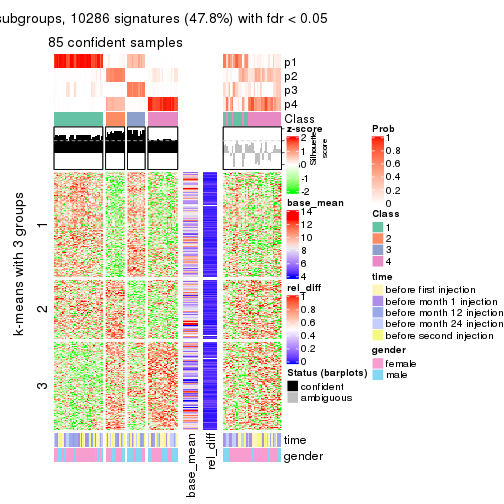 subgroups, 10286 signatures (47.8%) with fdr < 0.05
85 confident samples
p1
p2
p3
p4
Class
k-means with 3 groups
1
2
3
Silhouette score
z-score
2
1
0
-1
-2
base_mean
14
12
10
8
6
4
rel_diff
1
0.8
0.6
0.4
0.2
0
Status (barplots)
confident
ambiguous
Prob
1
0.8
0.6
0.4
0.2
0
Class
1
2
3
4
time
before first injection
before month 1 injection
before month 12 injection
before month 24 injection
before second injection
gender
female
male
time
gender
base_mean
rel_diff